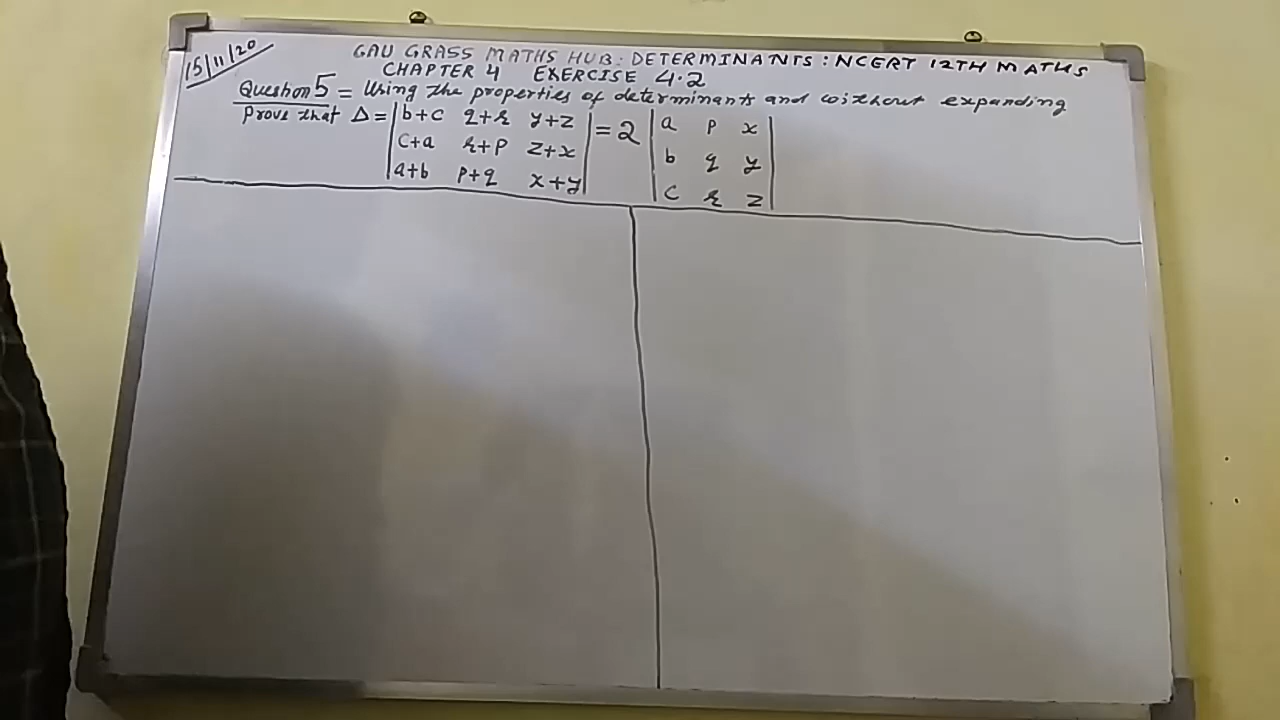 15/11/20
GAU GRASS MATHS HUB: DETERMINANTS: NCERT 12TH MATHS
CHAPTER 4 EXERCISE 4.2
Question 5 = Using the properties of determinants and without expanding
Prove that Δ = |b+c q+r y+z| = 2 |a p x|
|c+a r+p z+x| |b q y|
|a+b p+q x+y| |c r z|